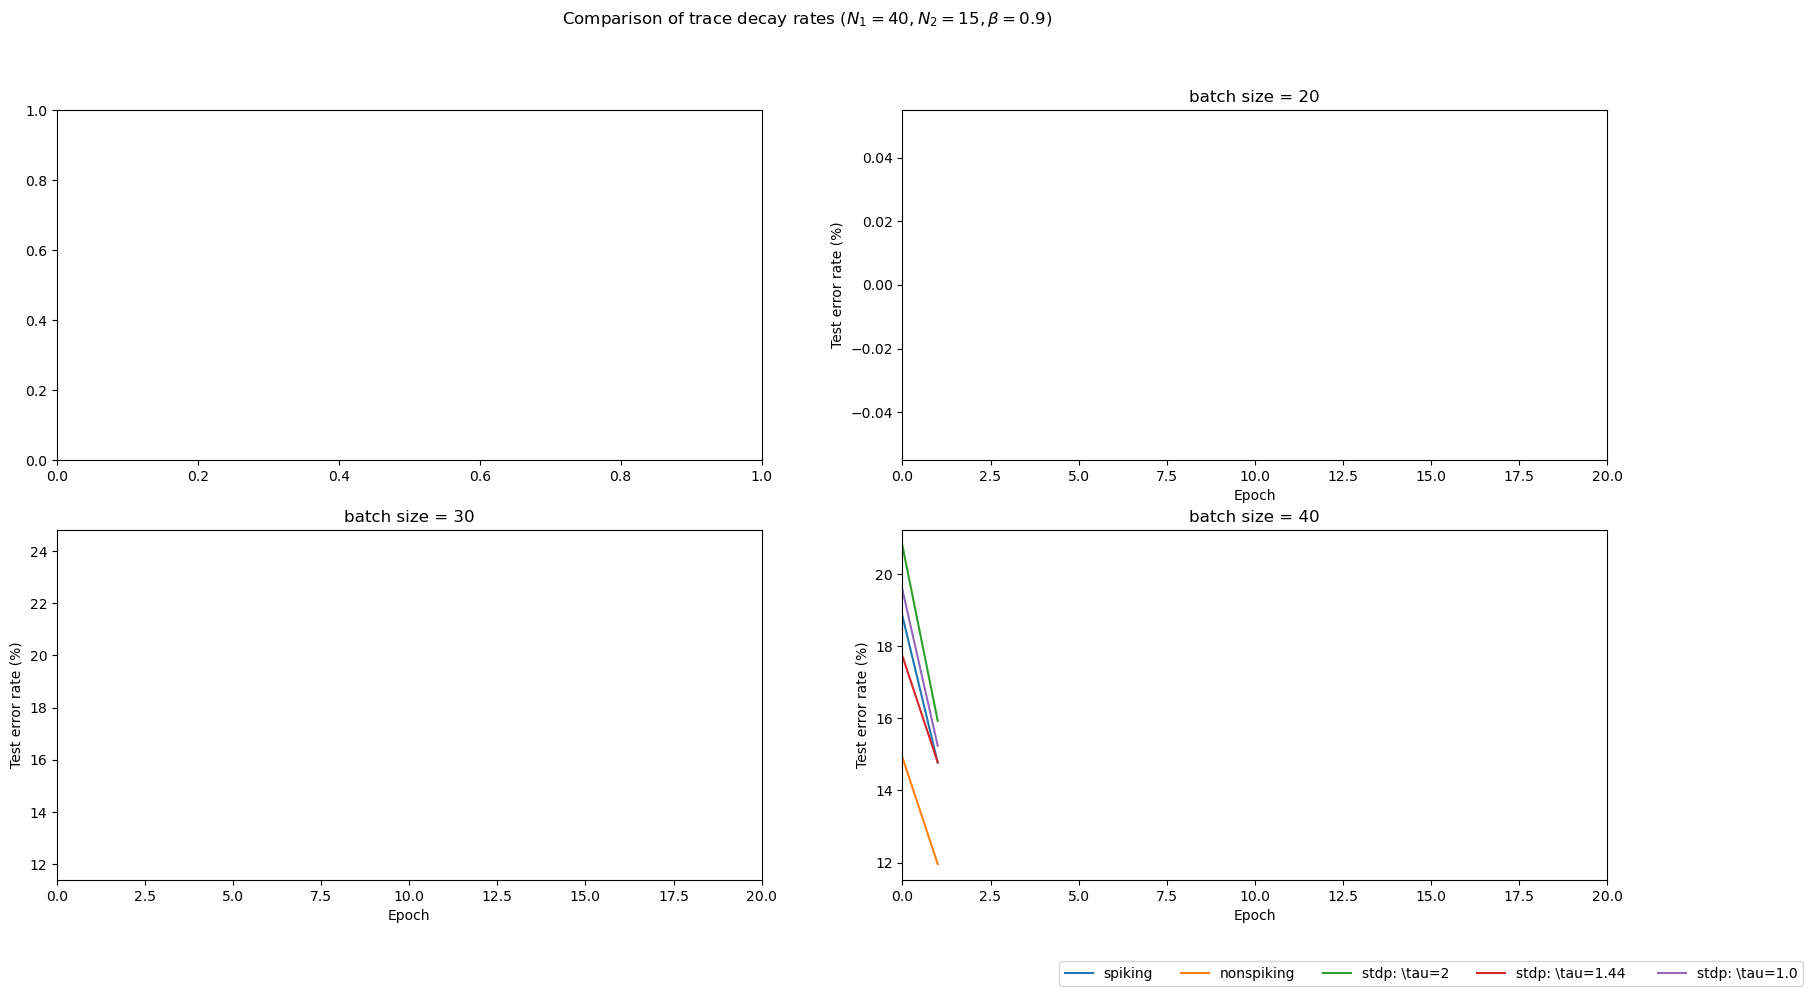 Comparison of trace decay rates (N₁ = 40, N₂ = 15, β = 0.9)
1.0
0.8
0.6
0.4
0.2
0.0
0.0 0.2 0.4 0.6 0.8 1.0
batch size = 20
Test error rate (%)
0.04
0.02
0.00
−0.02
−0.04
0.0 2.5 5.0 7.5 10.0 12.5 15.0 17.5 20.0
Epoch
batch size = 30
Test error rate (%)
24
22
20
18
16
14
12
0.0 2.5 5.0 7.5 10.0 12.5 15.0 17.5 20.0
Epoch
batch size = 40
Test error rate (%)
20
18
16
14
12
0.0 2.5 5.0 7.5 10.0 12.5 15.0 17.5 20.0
Epoch
spiking nonspiking stdp: \tau=2 stdp: \tau=1.44 stdp: \tau=1.0